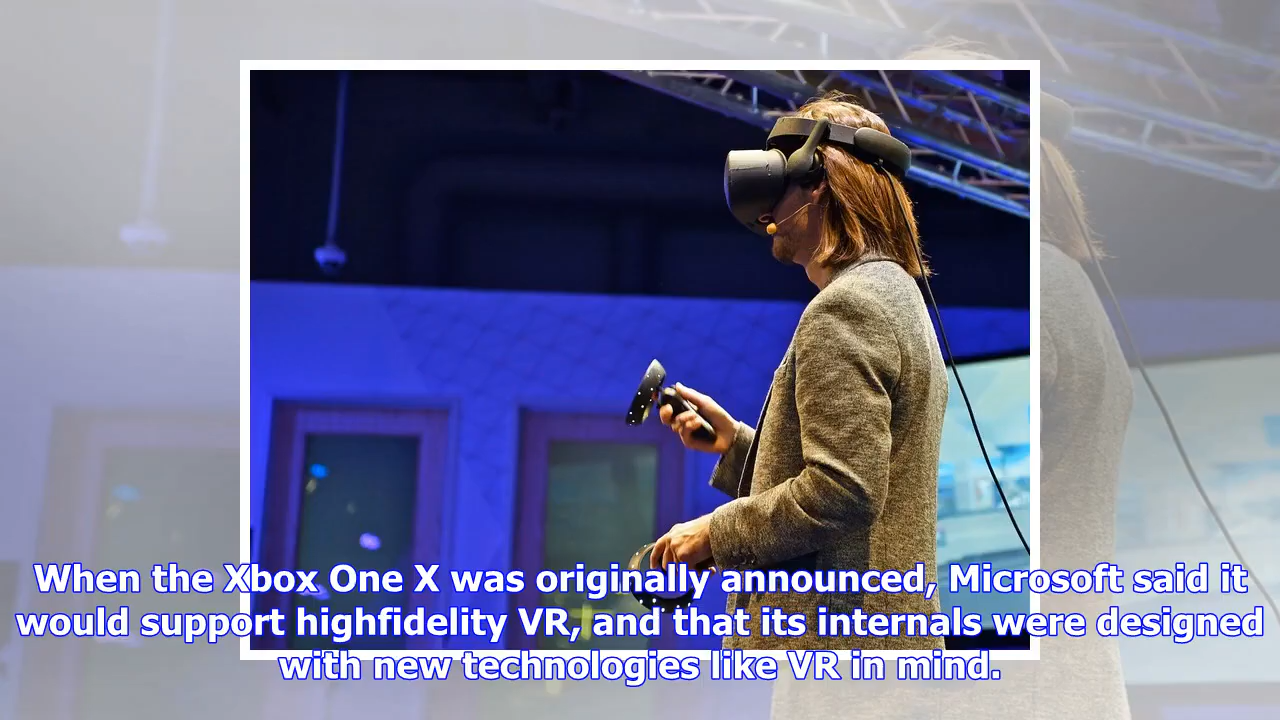 When the Xbox One X was originally announced, Microsoft said it
would support highfidelity VR, and that its internals were designed
with new technologies like VR in mind.